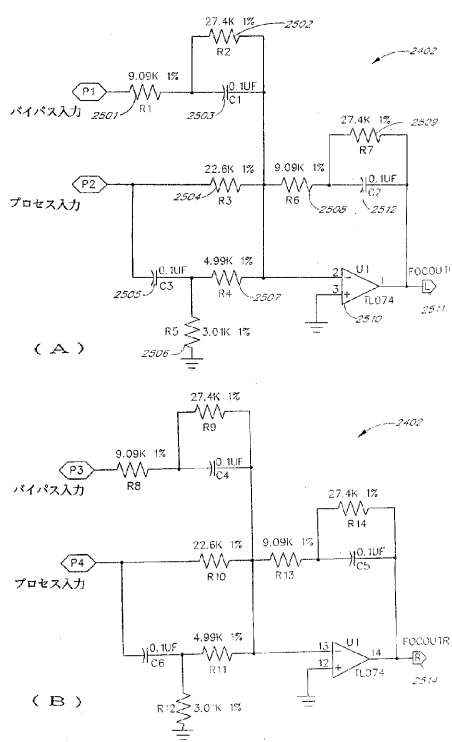 27.4K 1%
R2
2502
2402
P1
9.09K 1%
0.1UF
バイパス入力
2501
R1
2503
C1
27.4K 1%
2509
R7
P2
22.6K 1%
9.09K 1%
0.1UF
プロセス入力
2504
R3
R6
2508
C2
2512
0.1UF
4.99K 1%
2505
C3
R4
2507
2
3
U1
1
FOCOUTL
L
TL074
2511
R5
3.01K 1%
2506
2510
( A )
27.4K 1%
R9
2402
P3
9.09K 1%
0.1UF
バイパス入力
R8
C4
27.4K 1%
R14
P4
22.6K 1%
9.09K 1%
0.1UF
プロセス入力
R10
R13
C5
0.1UF
4.99K 1%
C6
R11
13
12
U1
14
FOCOUTR
R
TL074
2514
R12
3.01K 1%
( B )